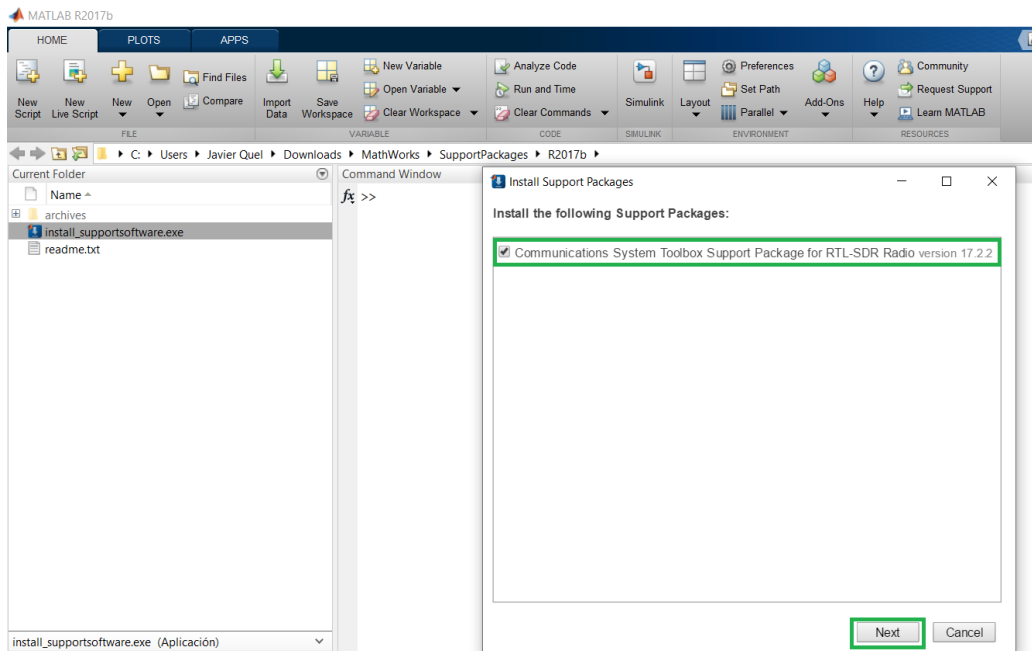 MATLAB R2017b
HOME PLOTS APPS
New Script
New Live Script
New
Open
Find Files
Compare
Import Data
Save Workspace
New Variable
Open Variable
Clear Workspace
Analyze Code
Run and Time
Clear Commands
Simulink
Layout
Preferences
Set Path
Parallel
Add-Ons
Help
Community
Request Support
Learn MATLAB
FILE VARIABLE CODE SIMULINK ENVIRONMENT RESOURCES
C: Users Javier Quel Downloads MathWorks SupportPackages R2017b
Current Folder
Name
archives
install_supportsoftware.exe
readme.txt
install_supportsoftware.exe (Aplicación)
Command Window
fx >>
Install Support Packages
Install the following Support Packages:
Communications System Toolbox Support Package for RTL-SDR Radio version 17.2.2
Next Cancel